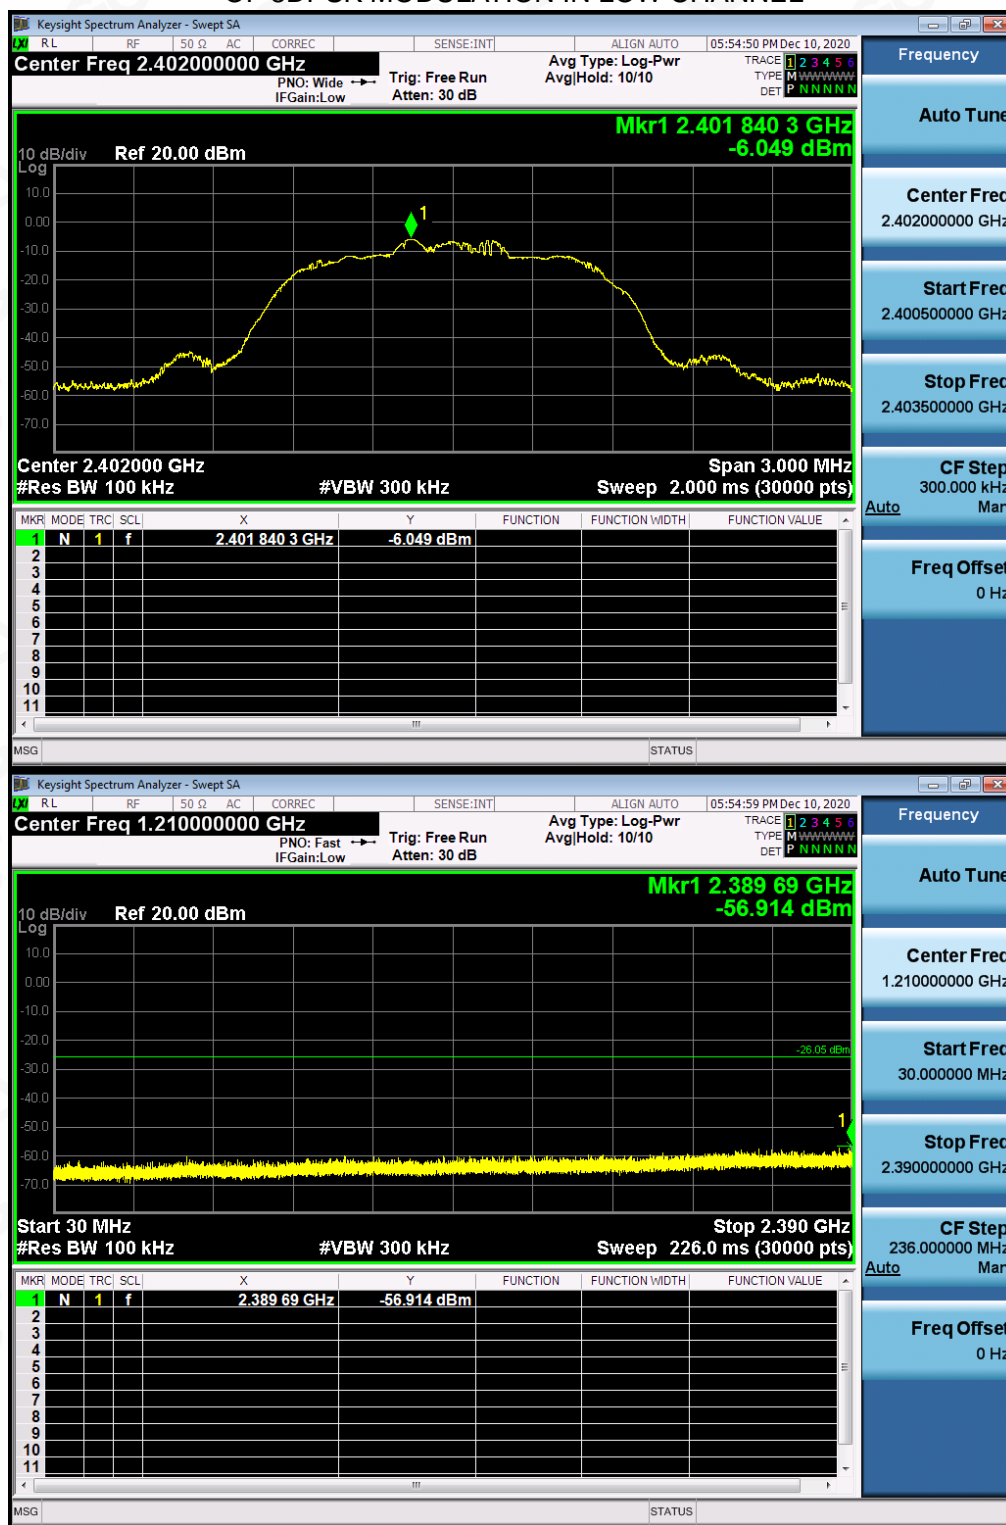 OF 8DPSK MODULATION IN LOW CHANNEL
Keysight Spectrum Analyzer - Swept SA
LXI RL RF 50 Ω AC CORREC SENSE:INT ALIGN AUTO 05:54:50 PM Dec 10, 2020
Center Freq 2.402000000 GHz
PNO: Wide
IFGain:Low
Trig: Free Run
Atten: 30 dB
Avg Type: Log-Pwr
Avg|Hold: 10/10
TRACE 1 2 3 4 5 6
TYPE M W W W W W
DET P N N N N N
Mkr1 2.401 840 3 GHz
-6.049 dBm
10 dB/div Ref 20.00 dBm
Log
10.0
0.00
-10.0
-20.0
-30.0
-40.0
-50.0
-60.0
-70.0
1
Center 2.402000 GHz Span 3.000 MHz
#Res BW 100 kHz #VBW 300 kHz Sweep 2.000 ms (30000 pts)
MKR MODE TRC SCL X Y FUNCTION FUNCTION WIDTH FUNCTION VALUE
1 N 1 f 2.401 840 3 GHz -6.049 dBm
2
3
4
5
6
7
8
9
10
11
MSG STATUS
Frequency
Auto Tune
Center Freq
2.402000000 GHz
Start Freq
2.400500000 GHz
Stop Freq
2.403500000 GHz
CF Step
300.000 kHz
Auto Man
Freq Offset
0 Hz
Keysight Spectrum Analyzer - Swept SA
LXI RL RF 50 Ω AC CORREC SENSE:INT ALIGN AUTO 05:54:59 PM Dec 10, 2020
Center Freq 1.210000000 GHz
PNO: Fast
IFGain:Low
Trig: Free Run
Atten: 30 dB
Avg Type: Log-Pwr
Avg|Hold: 10/10
TRACE 1 2 3 4 5 6
TYPE M W W W W W
DET P N N N N N
Mkr1 2.389 69 GHz
-56.914 dBm
10 dB/div Ref 20.00 dBm
Log
10.0
0.00
-10.0
-20.0
-30.0
-40.0
-50.0
-60.0
-70.0
-26.05 dBm
1
Start 30 MHz Stop 2.390 GHz
#Res BW 100 kHz #VBW 300 kHz Sweep 226.0 ms (30000 pts)
MKR MODE TRC SCL X Y FUNCTION FUNCTION WIDTH FUNCTION VALUE
1 N 1 f 2.389 69 GHz -56.914 dBm
2
3
4
5
6
7
8
9
10
11
MSG STATUS
Frequency
Auto Tune
Center Freq
1.210000000 GHz
Start Freq
30.000000 MHz
Stop Freq
2.390000000 GHz
CF Step
236.000000 MHz
Auto Man
Freq Offset
0 Hz